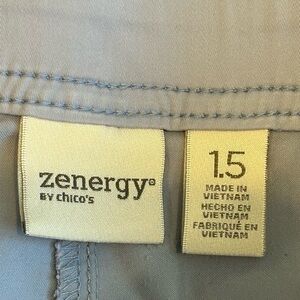 zenergy®
BY chico's
1.5
MADE IN
VIETNAM
HECHO EN
VIETNAM
FABRIQUÉ EN
VIETNAM